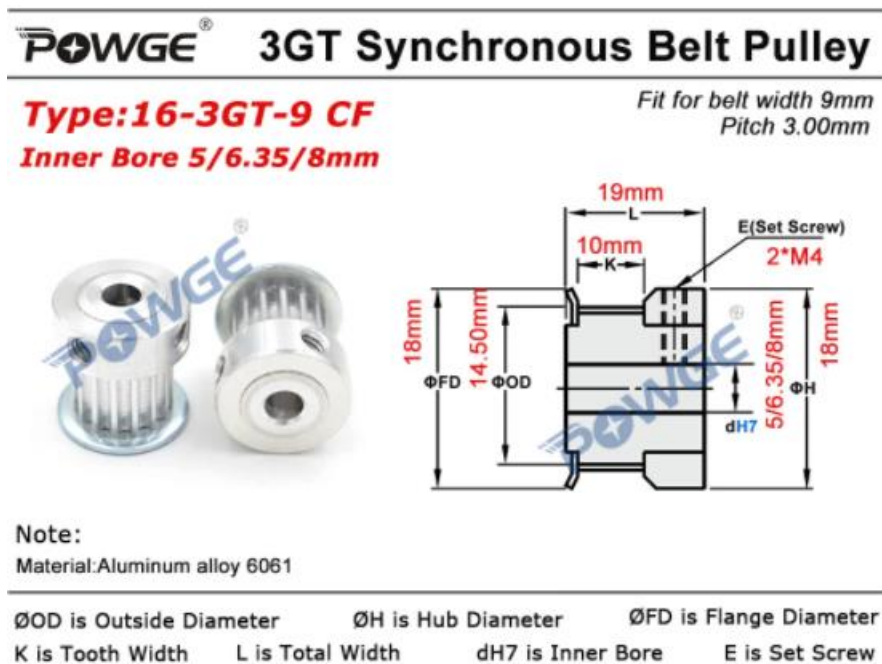 POWGE® 3GT Synchronous Belt Pulley
Type:16-3GT-9 CF
Fit for belt width 9mm
Pitch 3.00mm
Inner Bore 5/6.35/8mm
19mm
L
E(Set Screw)
10mm
K
2*M4
18mm
ΦFD
14.50mm
ΦOD
dH7
5/6.35/8mm
ΦH
18mm
POWGE®
POWGE®
Note:
Material:Aluminum alloy 6061
ØOD is Outside Diameter ØH is Hub Diameter ØFD is Flange Diameter
K is Tooth Width L is Total Width dH7 is Inner Bore E is Set Screw